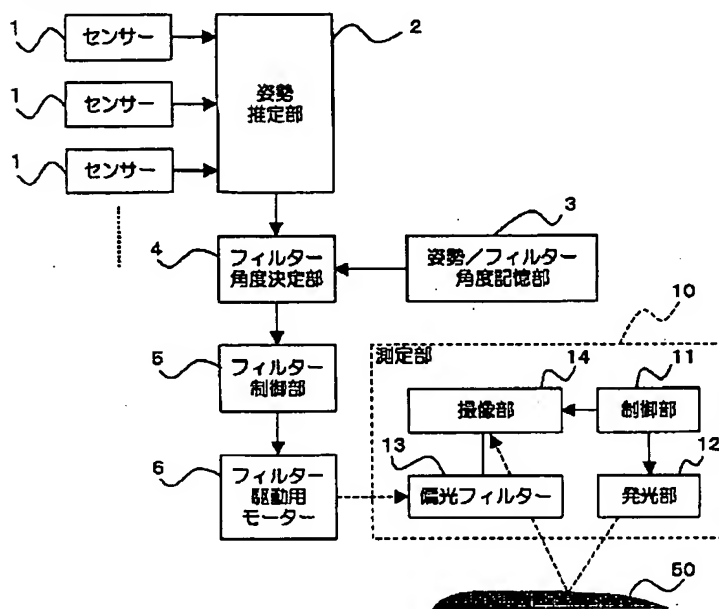 1
センサー
2
姿勢
推定部
1
センサー
1
センサー
3
4
フィルター
角度決定部
姿勢／フィルター
角度記憶部
10
測定部
5
フィルター
制御部
14
撮像部
11
制御部
6
フィルター
駆動用
モーター
13
偏光フィルター
12
発光部
50